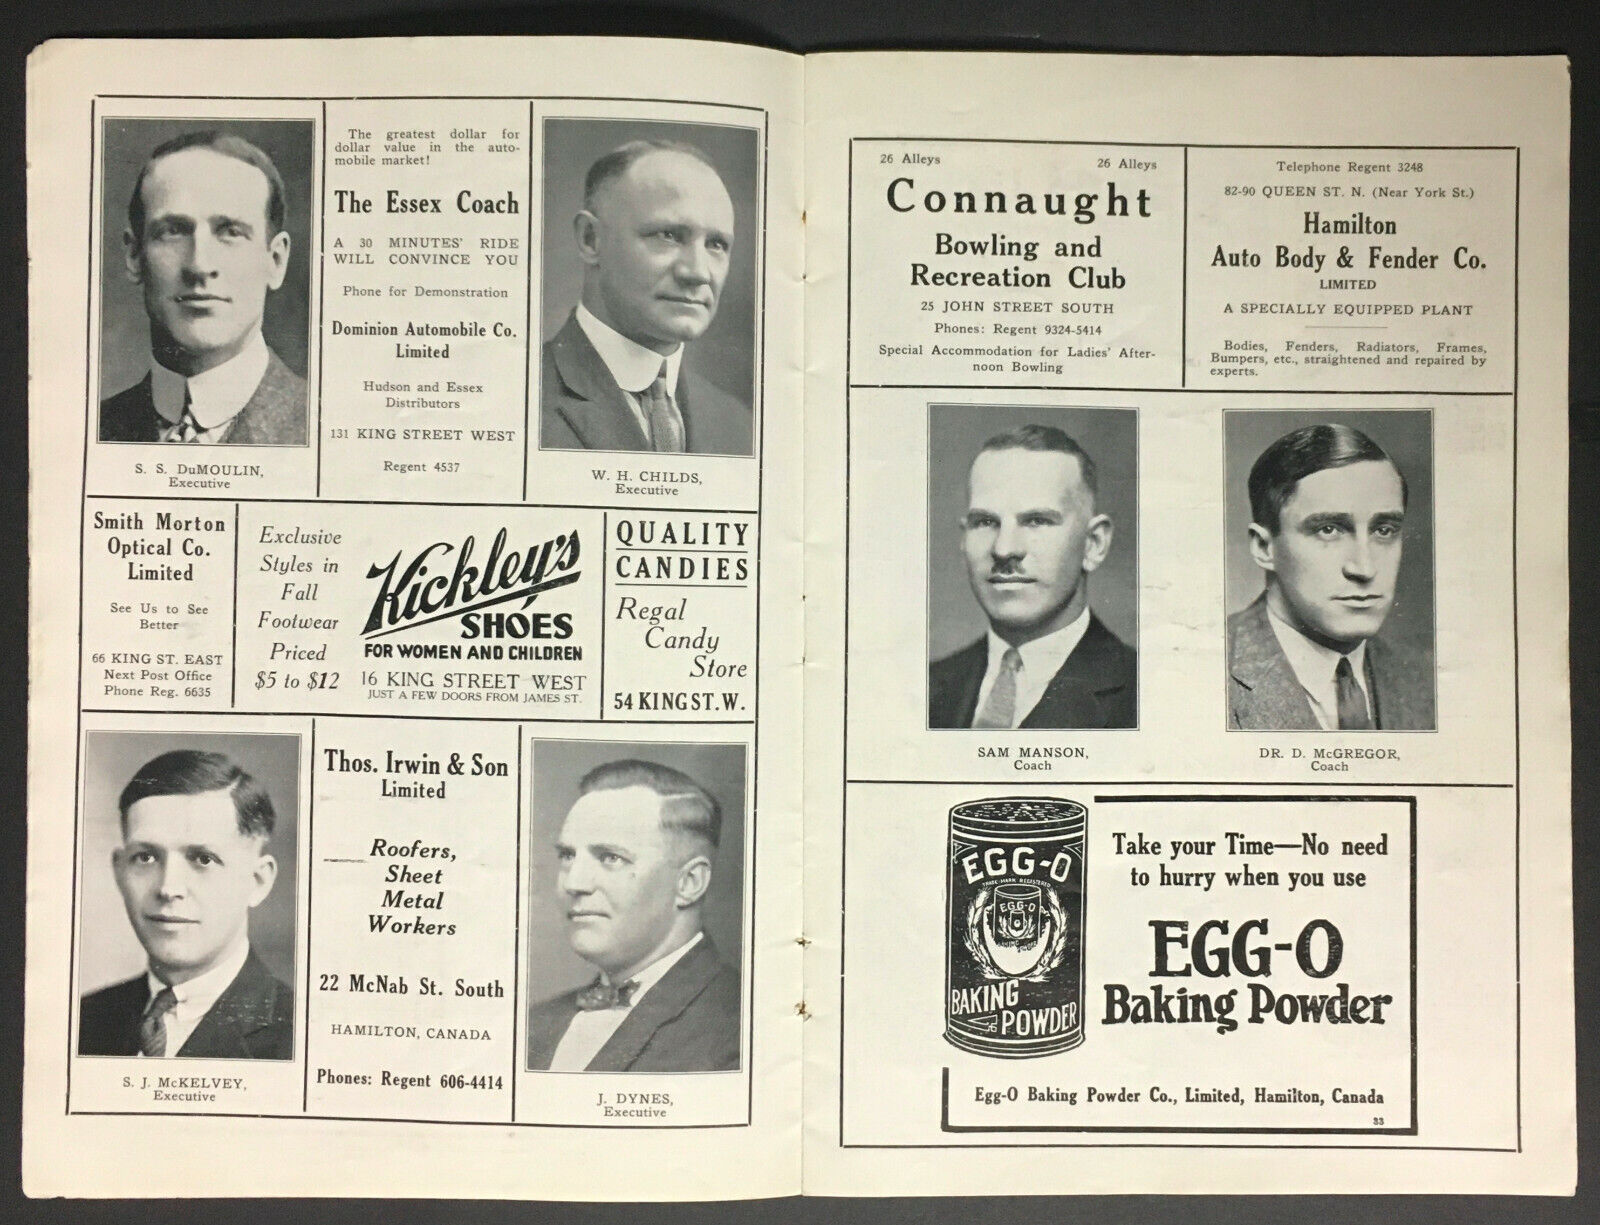 S. S. DuMOULIN,
Executive
The greatest dollar for
dollar value in the auto-
mobile market!
The Essex Coach
A 30 MINUTES' RIDE
WILL CONVINCE YOU
Phone for Demonstration
Dominion Automobile Co.
Limited
Hudson and Essex
Distributors
131 KING STREET WEST
Regent 4537
W. H. CHILDS,
Executive
Smith Morton
Optical Co.
Limited
See Us to See
Better
66 KING ST. EAST
Next Post Office
Phone Reg. 6635
Exclusive
Styles in
Fall
Footwear
Priced
$5 to $12
Kickley's
SHOES
FOR WOMEN AND CHILDREN
16 KING STREET WEST
JUST A FEW DOORS FROM JAMES ST.
QUALITY
CANDIES
Regal
Candy
Store
54 KING ST. W.
S. J. McKELVEY,
Executive
Thos. Irwin & Son
Limited
Roofers,
Sheet
Metal
Workers
22 McNab St. South
HAMILTON, CANADA
Phones: Regent 606-4414
J. DYNES,
Executive
26 Alleys 26 Alleys
Connaught
Bowling and
Recreation Club
25 JOHN STREET SOUTH
Phones: Regent 9324-5414
Special Accommodation for Ladies' After-
noon Bowling
Telephone Regent 3248
82-90 QUEEN ST. N. (Near York St.)
Hamilton
Auto Body & Fender Co.
LIMITED
A SPECIALLY EQUIPPED PLANT
Bodies, Fenders, Radiators, Frames,
Bumpers, etc., straightened and repaired by
experts.
SAM MANSON,
Coach
DR. D. McGREGOR,
Coach
EGG-O
TRADE MARK REGISTERED
EGG-O
BAKING
POWDER
Take your Time—No need
to hurry when you use
EGG-O
Baking Powder
Egg-O Baking Powder Co., Limited, Hamilton, Canada
33